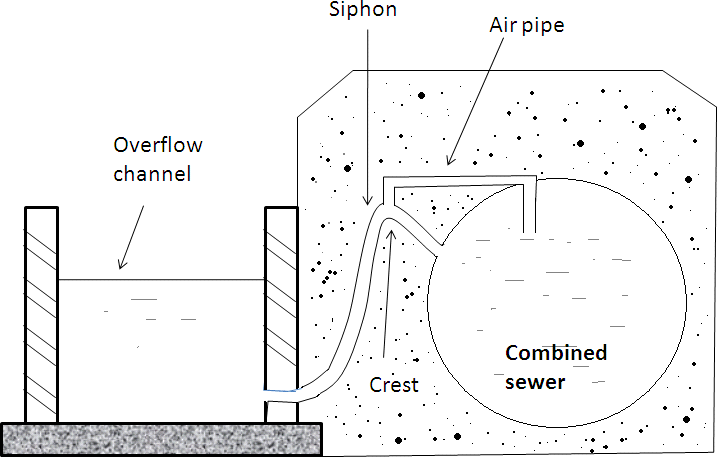 Siphon
Air pipe
Overflow
channel
Crest
Combined
sewer